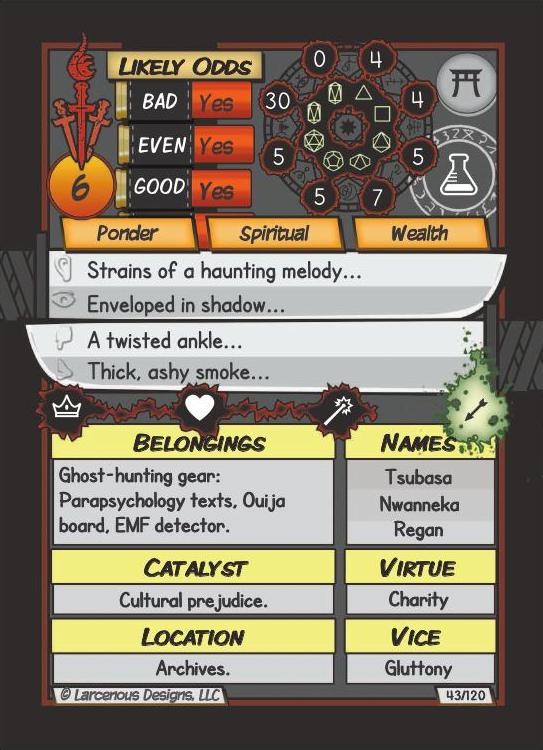 LIKELY ODDS
BAD Yes
EVEN Yes
GOOD Yes
6
0
4
30
4
5
5
5
7
Ponder
Spiritual
Wealth
Strains of a haunting melody...
Enveloped in shadow...
A twisted ankle...
Thick, ashy smoke...
BELONGINGS
Ghost-hunting gear:
Parapsychology texts, Ouija
board, EMF detector.
NAMES
Tsubasa
Nwanneka
Regan
CATALYST
Cultural prejudice.
VIRTUE
Charity
LOCATION
Archives.
VICE
Gluttony
© Larcenous Designs, LLC
43/120